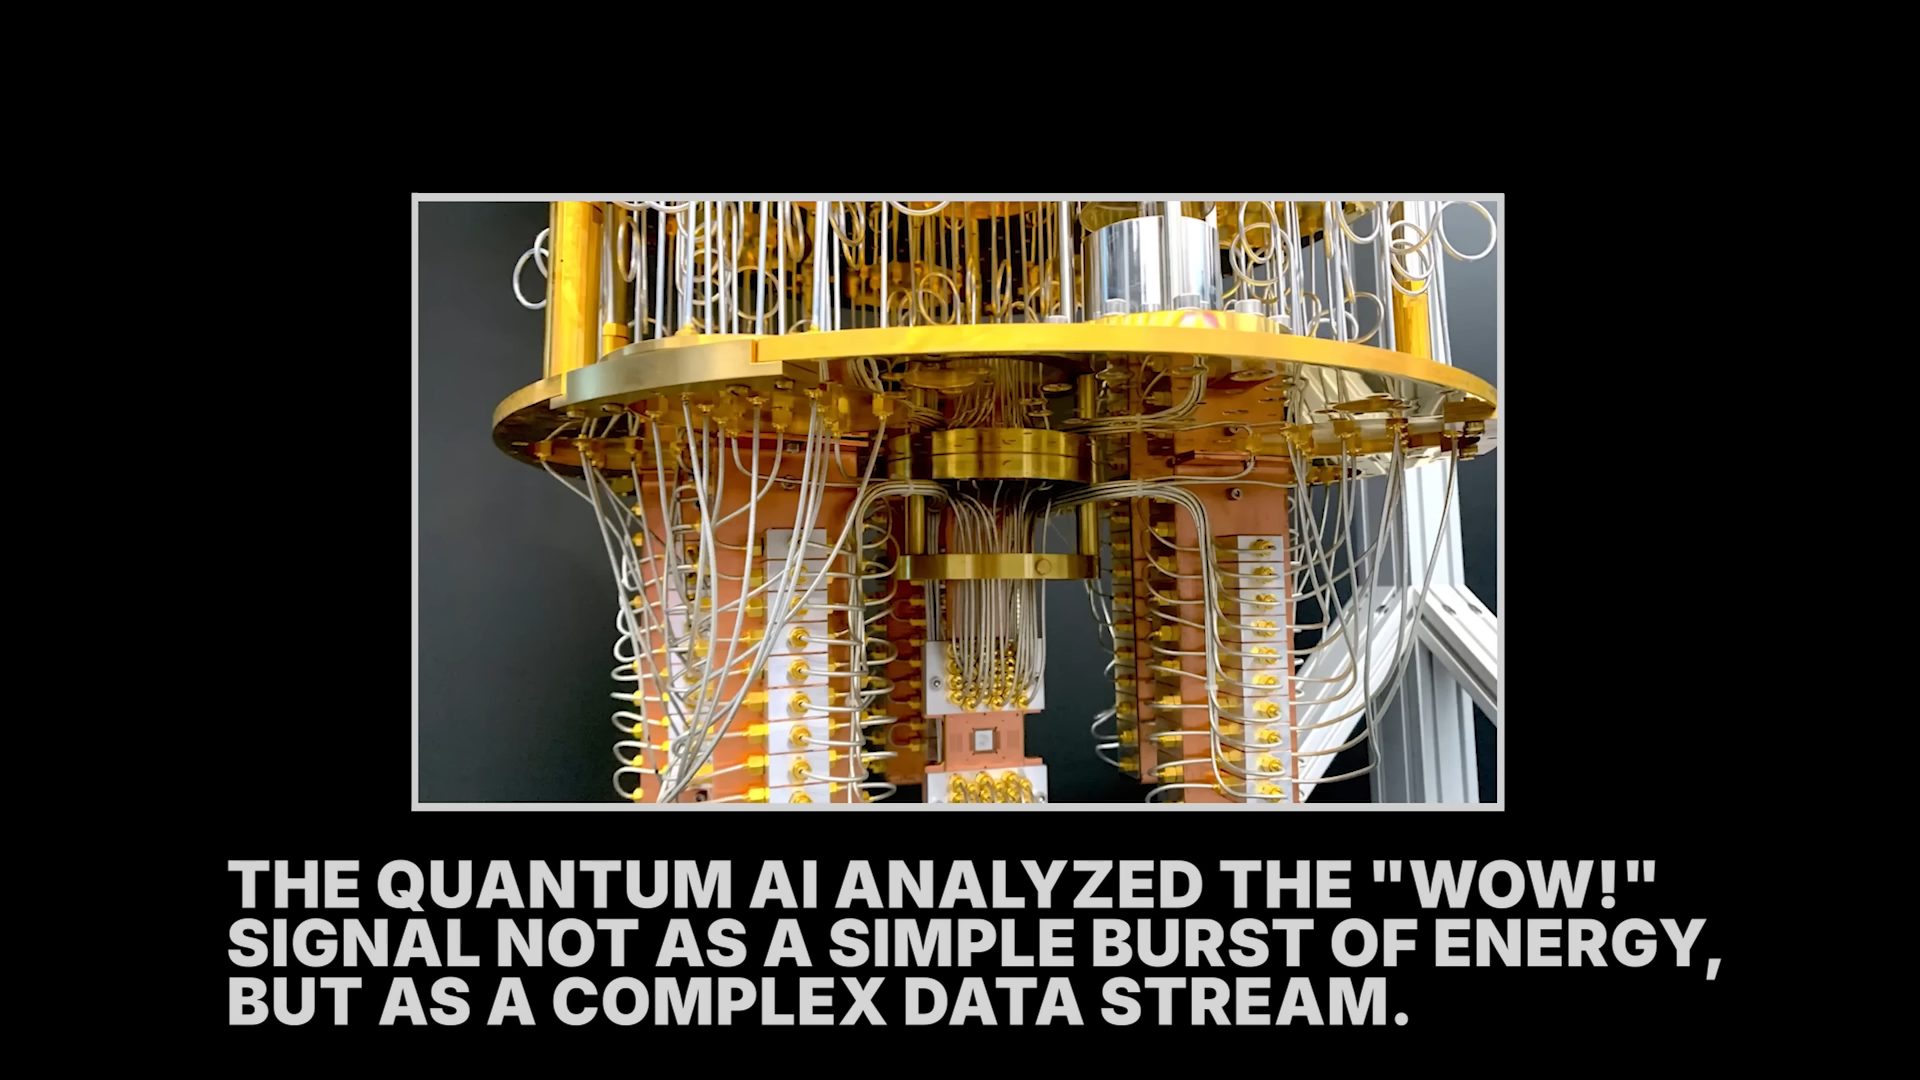 THE QUANTUM AI ANALYZED THE "WOW!"
SIGNAL NOT AS A SIMPLE BURST OF ENERGY,
BUT AS A COMPLEX DATA STREAM.